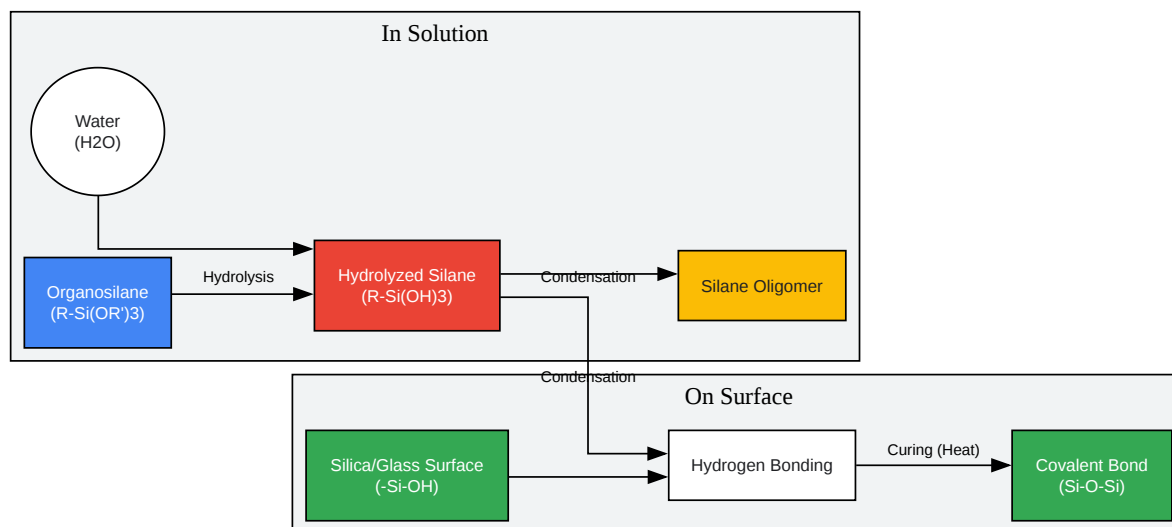 In Solution
Water
(H2O)
Organosilane
(R-Si(OR')3)
Hydrolysis
Hydrolyzed Silane
(R-Si(OH)3)
Condensation
Silane Oligomer
Condensation
On Surface
Silica/Glass Surface
(-Si-OH)
Hydrogen Bonding
Curing (Heat)
Covalent Bond
(Si-O-Si)